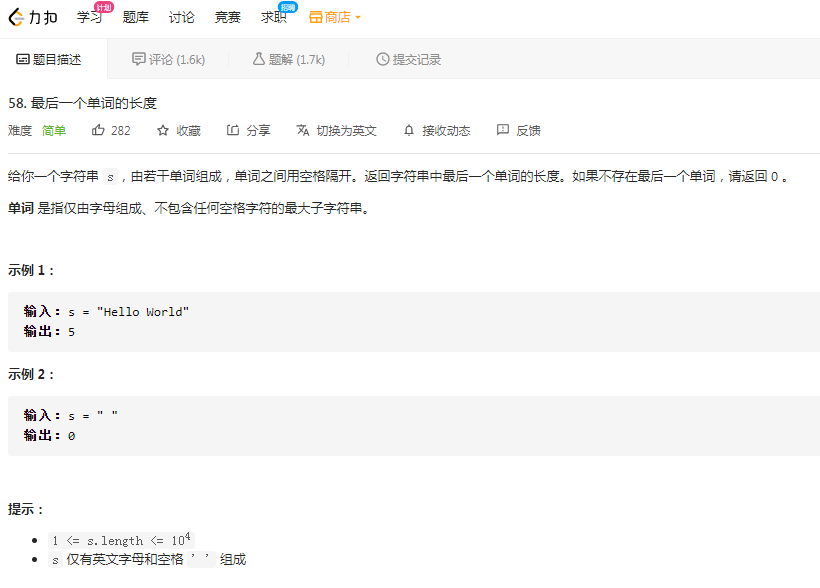 力扣 学习 计划 题库 讨论 竞赛 求职 招聘 商店
题目描述 评论 (1.6k) 题解 (1.7k) 提交记录
58. 最后一个单词的长度
难度 简单 282 收藏 分享 切换为英文 接收动态 反馈
给你一个字符串 s，由若干单词组成，单词之间用空格隔开。返回字符串中最后一个单词的长度。如果不存在最后一个单词，请返回 0 。
单词 是指仅由字母组成、不包含任何空格字符的最大子字符串。
示例 1：
输入：s = "Hello World"
输出：5
示例 2：
输入：s = " "
输出：0
提示：
• 1 <= s.length <= 10⁴
• s 仅有英文字母和空格 ' ' 组成